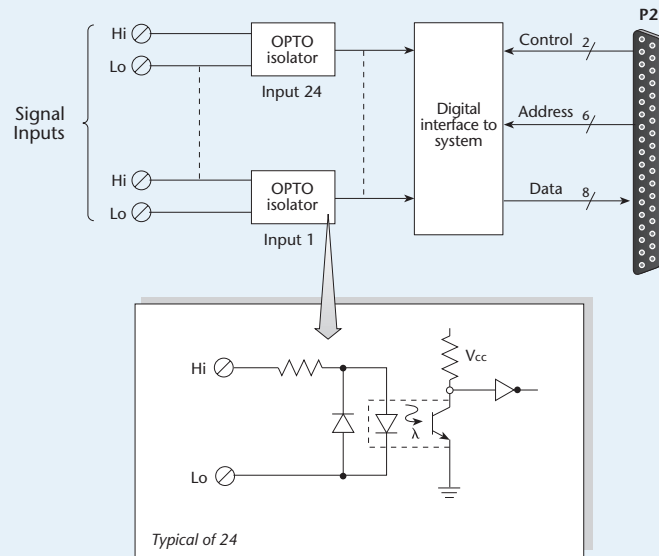 P2
Hi
Lo
OPTO
isolator
Input 24
Control 2
Signal
Inputs
Digital
interface to
system
Address 6
Hi
Lo
OPTO
isolator
Input 1
Data 8
Hi
Vcc
λ
Lo
Typical of 24